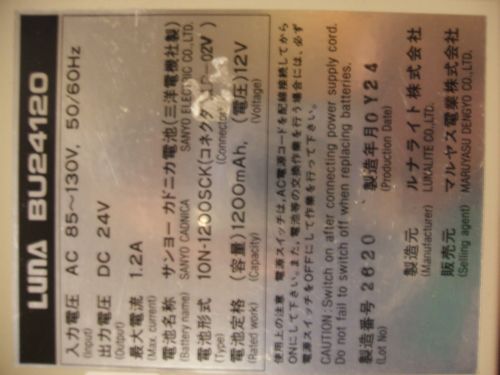 LUNA BU24120
入力電圧 AC 85～130V, 50/60Hz
(Input)
出力電圧 DC 24V
(Output)
最大電流 1.2A
(Max, current)
電池名称 サンヨー カドニカ電池(三洋電機社製)
(Battery name) SANYO CADNICA SANYO ELECTRIC CO.,LTD.
電池形式 10N-1200SCK(コネクター LP-02V)
(Type) (Connector)
電池定格 (容量)1200mAh, (電圧)12V
(Rated work) (Capacity) (Voltage)
使用上の注意 電源スイッチは,AC電源コードを配線接続してから
ONにして下さい。また,電池等の交換作業を行う場合には,必ず
電源スイッチをOFFにして作業を行って下さい。
CAUTION: Switch on after connecting power supply cord.
Do not fail to switch off when replacing batteries.
製造番号 2620 製造年月 0Y24
(Lot No) (Production Date)
製造元 ルナライト株式会社
(Manufacturer) LUKALITE CO.,LTD.
販売元 マルヤス電業株式会社
(Selling agent) MARUYASU DENGYO CO.,LTD.